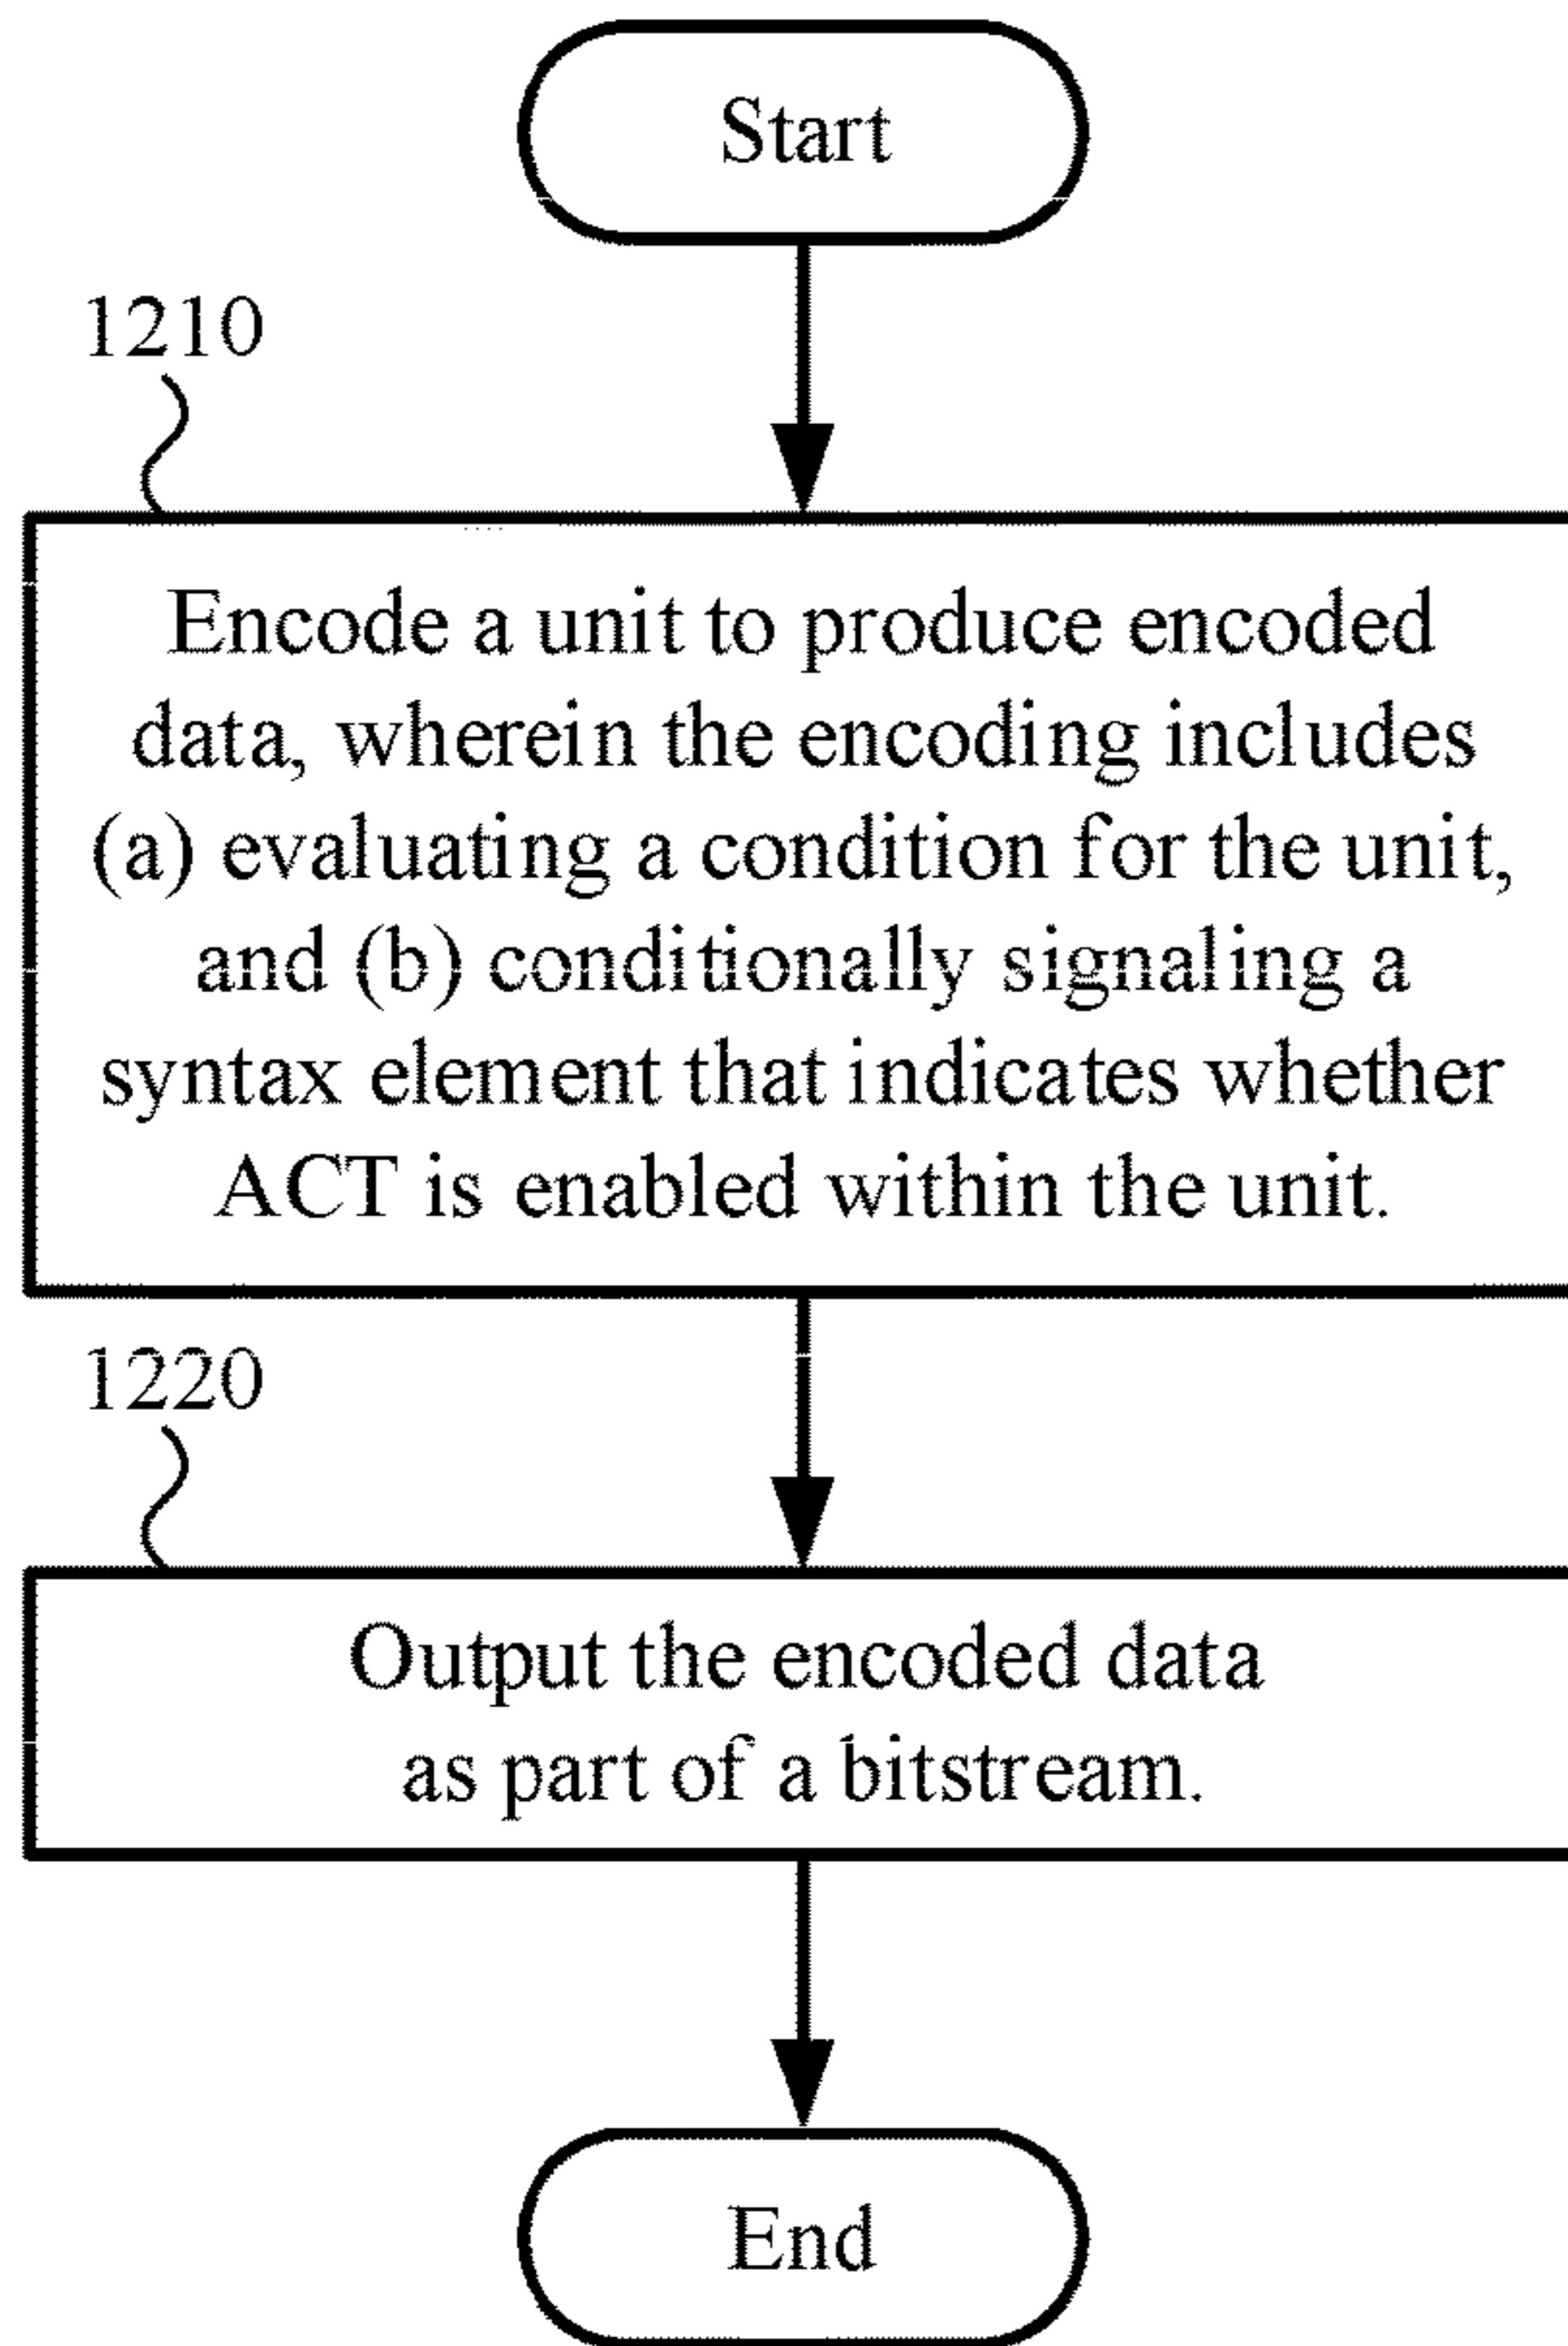 Start
1210
Encode a unit to produce encoded
data, wherein the encoding includes
(a) evaluating a condition for the unit,
and (b) conditionally signaling a
syntax element that indicates whether
ACT is enabled within the unit.
1220
Output the encoded data
as part of a bitstream.
End